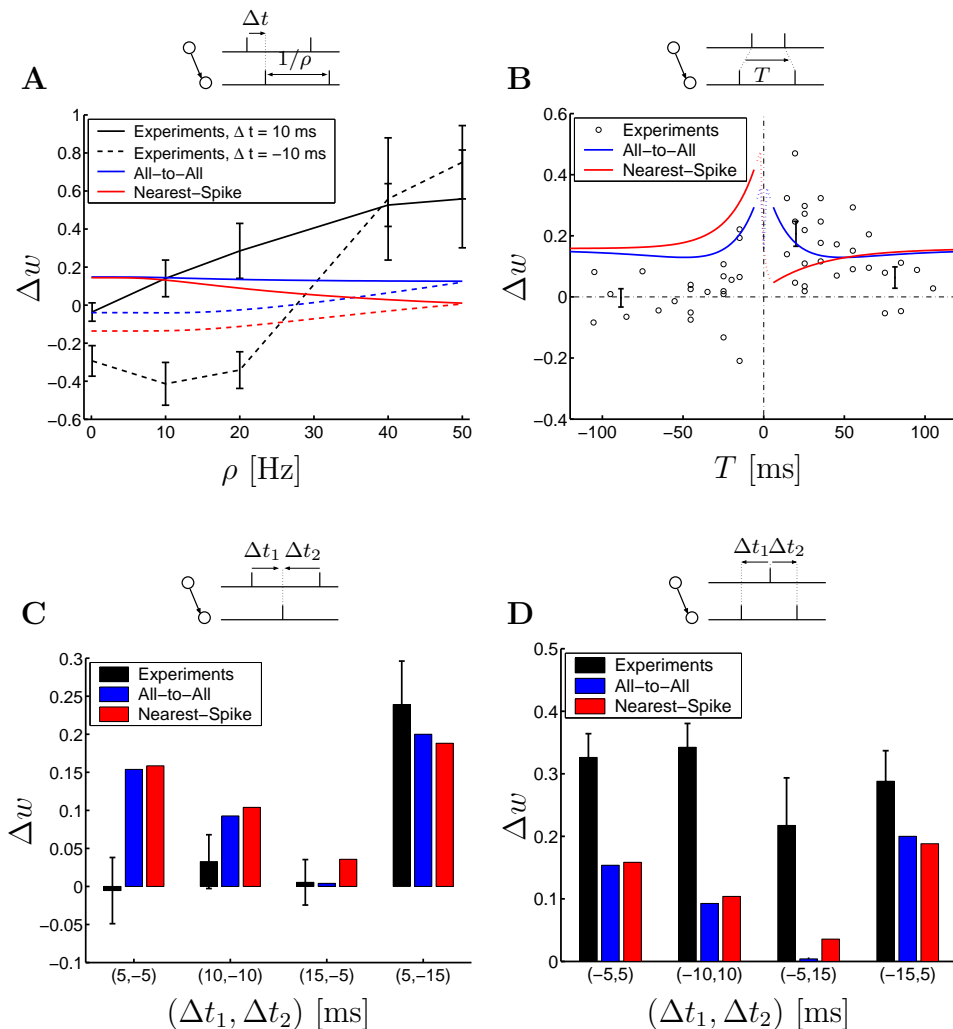 Δt
1/ρ
A
Experiments, Δ t = 10 ms
Experiments, Δ t = −10 ms
All−to−All
Nearest−Spike
1
0.8
0.6
0.4
0.2
0
−0.2
−0.4
−0.6
Δw
0 10 20 30 40 50
ρ [Hz]
T
B
Experiments
All−to−All
Nearest−Spike
0.6
0.4
0.2
0
−0.2
−0.4
Δw
−100 −50 0 50 100
T [ms]
Δt1 Δt2
C
Experiments
All−to−All
Nearest−Spike
0.3
0.25
0.2
0.15
0.1
0.05
0
−0.05
−0.1
Δw
(5,−5) (10,−10) (15,−5) (5,−15)
(Δt1, Δt2) [ms]
Δt1 Δt2
D
Experiments
All−to−All
Nearest−Spike
0.5
0.4
0.3
0.2
0.1
0
Δw
(−5,5) (−10,10) (−5,15) (−15,5)
(Δt1, Δt2) [ms]